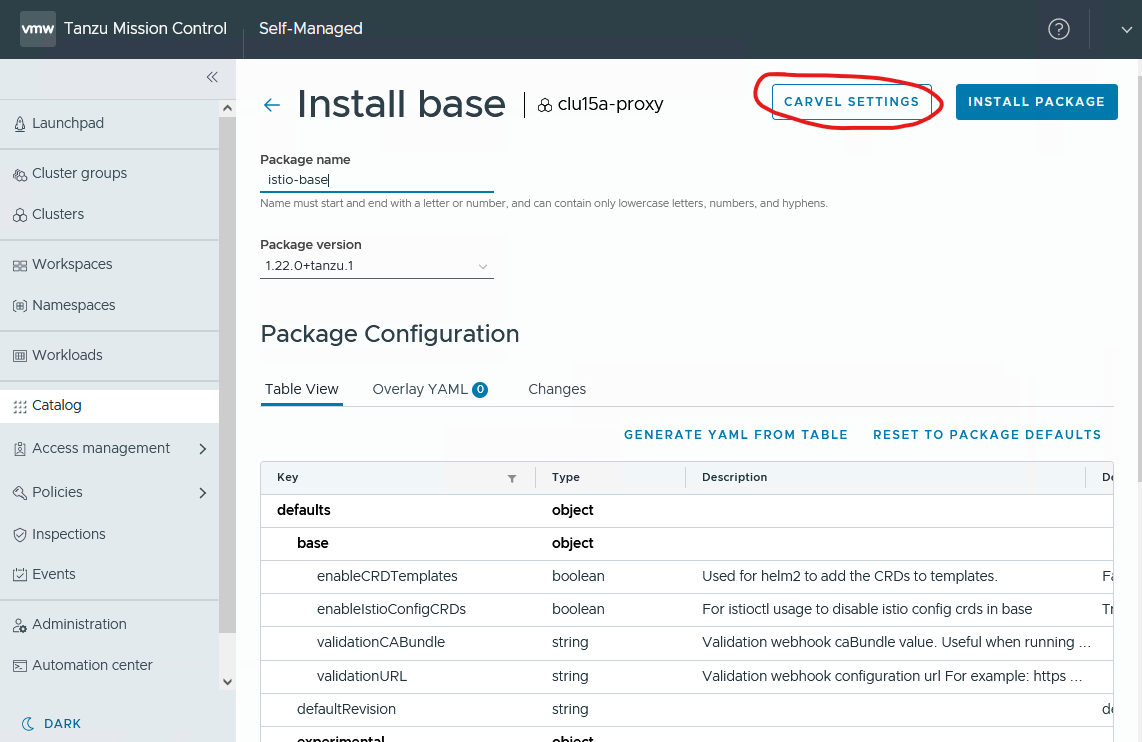 vmw Tanzu Mission Control Self-Managed ?
Launchpad
Cluster groups
Clusters
Workspaces
Namespaces
Workloads
Catalog
Access management
Policies
Inspections
Events
Administration
Automation center
DARK
Install base clu15a-proxy CARVEL SETTINGS INSTALL PACKAGE
Package name
istio-base
Name must start and end with a letter or number, and can contain only lowercase letters, numbers, and hyphens.
Package version
1.22.0+tanzu.1
Package Configuration
Table View Overlay YAML 0 Changes
GENERATE YAML FROM TABLE RESET TO PACKAGE DEFAULTS
Key Type Description
defaults object
base object
enableCRDTemplates boolean Used for helm2 to add the CRDs to templates.
enableIstioConfigCRDs boolean For istioctl usage to disable istio config crds in base
validationCABundle string Validation webhook caBundle value. Useful when running ...
validationURL string Validation webhook configuration url For example: https ...
defaultRevision string
experimental object